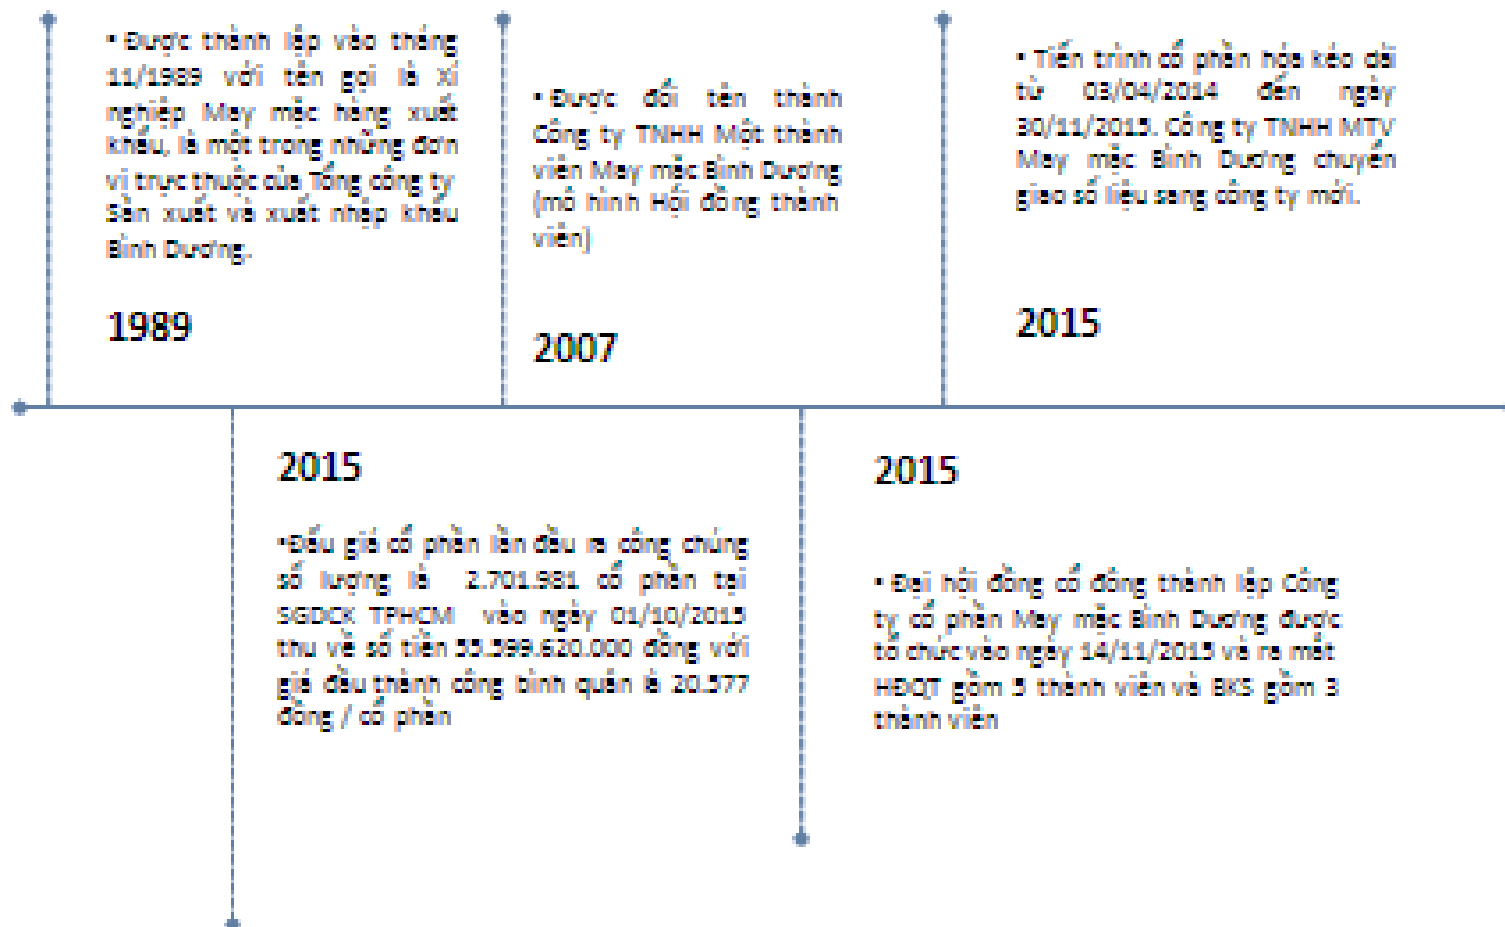 • Được thành lập vào tháng
11/1989 với tên gọi là Xí
nghiệp May mặc hàng xuất
khẩu, là một trong những đơn
vị trực thuộc của Tổng công ty
Sản xuất và xuất nhập khẩu
Bình Dương.
1989
• Được đổi tên thành
Công ty TNHH Một thành
viên May mặc Bình Dương
(mô hình Hội đồng thành
viên)
2007
• Tiến trình cổ phần hóa kéo dài
từ 03/04/2014 đến ngày
30/11/2015. Công ty TNHH MTV
May mặc Bình Dương chuyển
giao số liệu sang công ty mới.
2015
2015
•Đấu giá cổ phần lần đầu ra công chúng
số lượng là 2.701.981 cổ phần tại
SGDCK TPHCM vào ngày 01/10/2015
thu về số tiền 55.599.620.000 đồng với
giá đấu thành công bình quân là 20.577
đồng / cổ phần
2015
• Đại hội đồng cổ đông thành lập Công
ty cổ phần May mặc Bình Dương được
tổ chức vào ngày 14/11/2015 và ra mắt
HĐQT gồm 5 thành viên và BKS gồm 3
thành viên